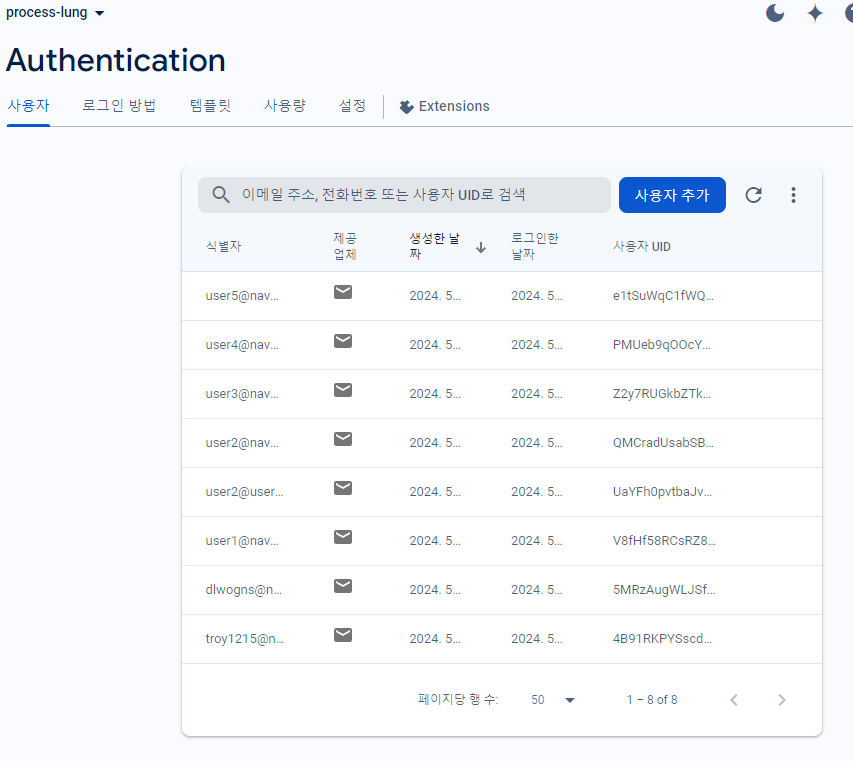 process-lung
Authentication
사용자 로그인 방법 템플릿 사용량 설정 Extensions
이메일 주소, 전화번호 또는 사용자 UID로 검색 사용자 추가
식별자 제공 업체 생성한 날짜 로그인한 날짜 사용자 UID
user5@nav... 2024. 5... 2024. 5... e1tSuWqC1fWQ...
user4@nav... 2024. 5... 2024. 5... PMUeb9qOOcY...
user3@nav... 2024. 5... 2024. 5... Z2y7RUGkbZTk...
user2@nav... 2024. 5... 2024. 5... QMCradUsabSB...
user2@user... 2024. 5... 2024. 5... UaYFh0pvtbaJv...
user1@nav... 2024. 5... 2024. 5... V8fHf58RCsRZ8...
dlwogns@n... 2024. 5... 2024. 5... 5MRzAugWLJSf...
troy1215@n... 2024. 5... 2024. 5... 4B91RKPYSscd...
페이지당 행 수: 50 1 – 8 of 8